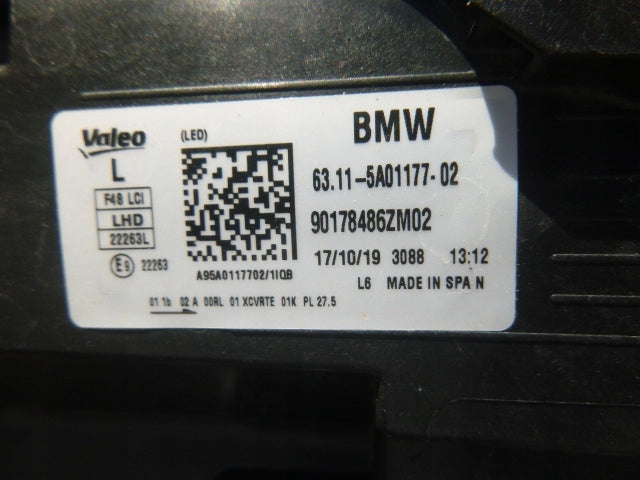 Valeo (LED) BMW
L 63.11-5A01177-02
F48 LCI
LHD 90178486ZM02
22263L
17/10/19 3088 13:12
E9 22263 A95A0117702/1IQB L6 MADE IN SPA N
01 1b 02 A 00RL 01 XCVRTE 01K PL 27.5